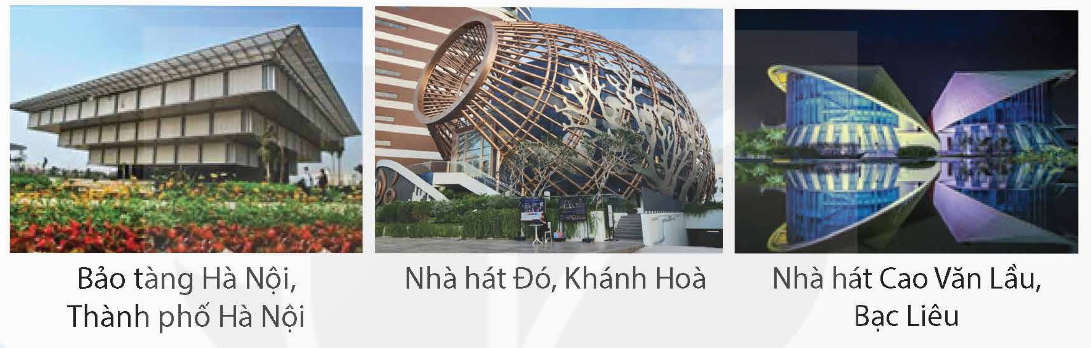 Bảo tàng Hà Nội,
Thành phố Hà Nội
Nhà hát Đó, Khánh Hoà
Nhà hát Cao Văn Lầu,
Bạc Liêu